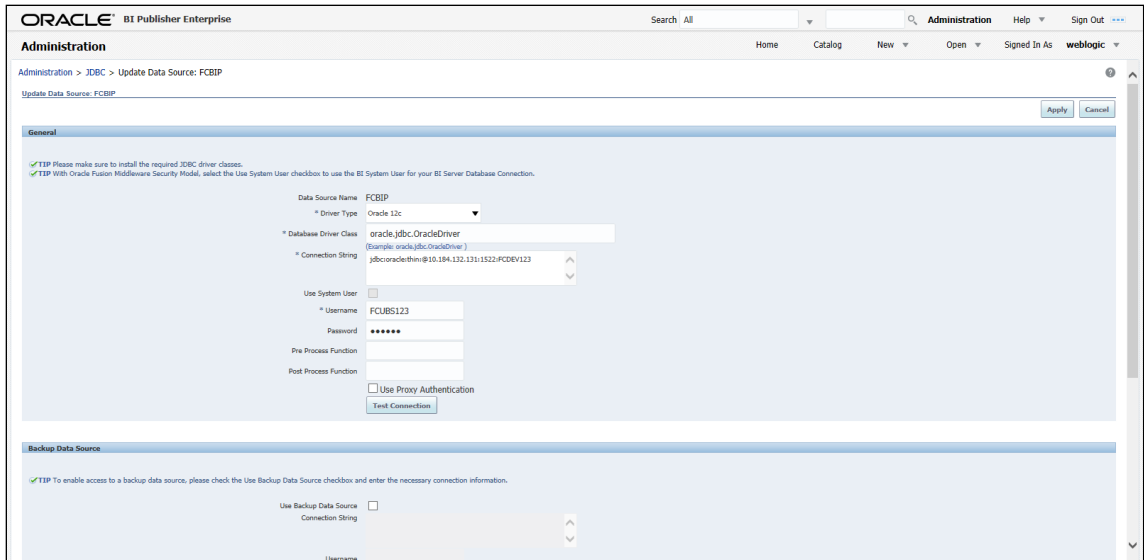 ORACLE BI Publisher Enterprise Search All Administration Help Sign Out
Administration Home Catalog New Open Signed In As weblogic
Administration > JDBC > Update Data Source: FCBIP
Update Data Source: FCBIP
Apply Cancel
General
TIP Please make sure to install the required JDBC driver classes.
TIP With Oracle Fusion Middleware Security Model, select the Use System User checkbox to use the BI System User for your BI Server Database Connection.
Data Source Name FCBIP
* Driver Type Oracle 12c
* Database Driver Class oracle.jdbc.OracleDriver
(Example: oracle.jdbc.OracleDriver )
* Connection String jdbc:oracle:thin:@10.184.132.131:1522:FCDEV123
Use System User
* Username FCUBS123
Password ••••••
Pre Process Function
Post Process Function
Use Proxy Authentication
Test Connection
Backup Data Source
TIP To enable access to a backup data source, please check the Use Backup Data Source checkbox and enter the necessary connection information.
Use Backup Data Source
Connection String
Username